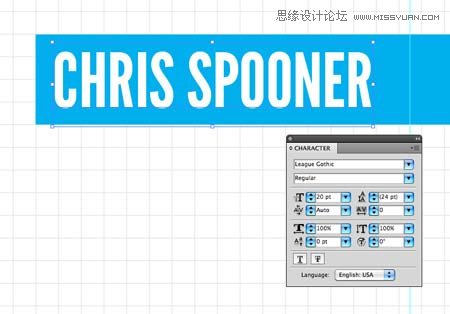 思缘设计论坛 WWW.MISSYUAN.COM
CHRIS SPOONER
CHARACTER
League Gothic
Regular
20 pt (24 pt)
Auto 0
100% 100%
0 pt 0°
T T
Language: English: USA